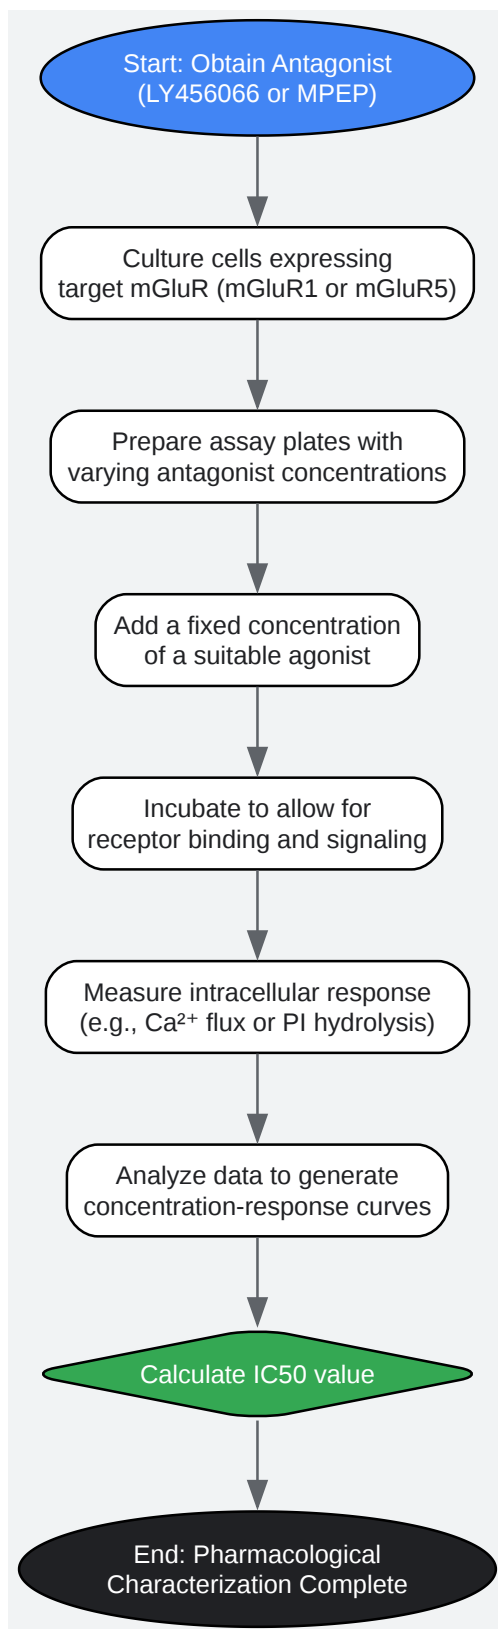 Start: Obtain Antagonist
(LY456066 or MPEP)
Culture cells expressing
target mGluR (mGluR1 or mGluR5)
Prepare assay plates with
varying antagonist concentrations
Add a fixed concentration
of a suitable agonist
Incubate to allow for
receptor binding and signaling
Measure intracellular response
(e.g., Ca²⁺ flux or PI hydrolysis)
Analyze data to generate
concentration-response curves
Calculate IC50 value
End: Pharmacological
Characterization Complete